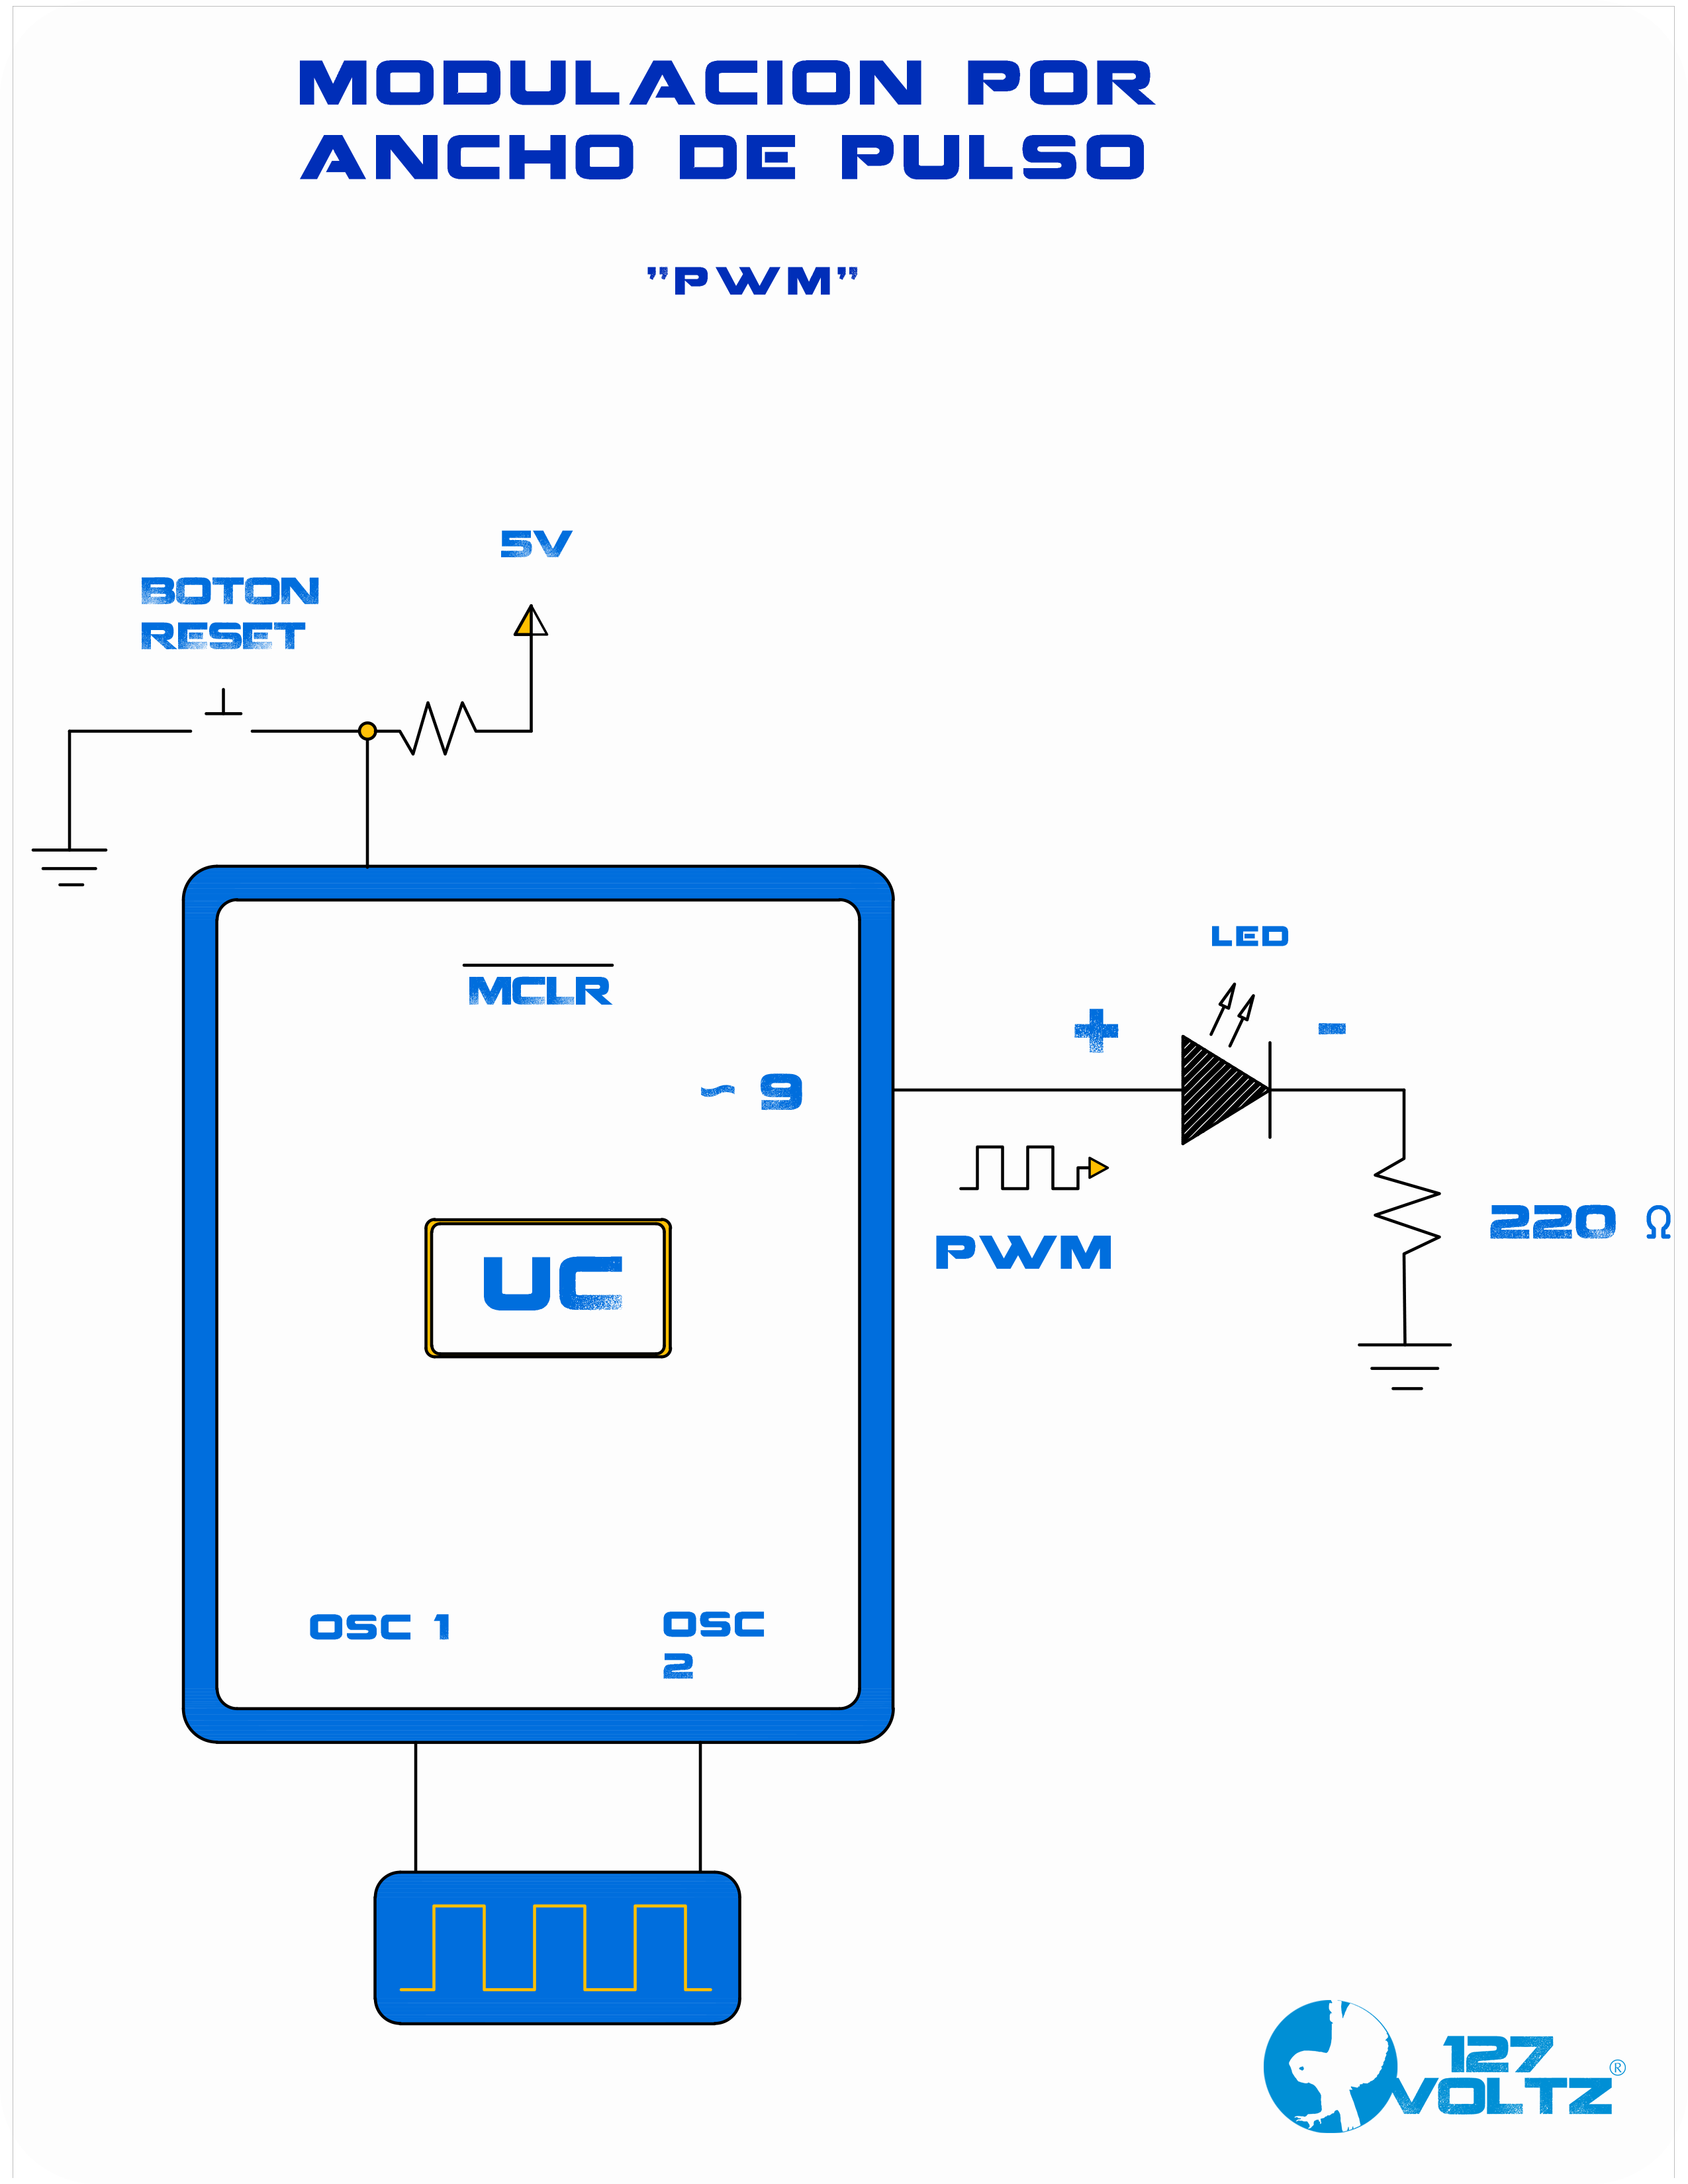 MODULACION POR
ANCHO DE PULSO
"PWM"
5V
BOTON
RESET
MCLR
LED
+ -
~ 9
220 Ω
PWM
UC
OSC 1
OSC
2
127
VOLTZ®